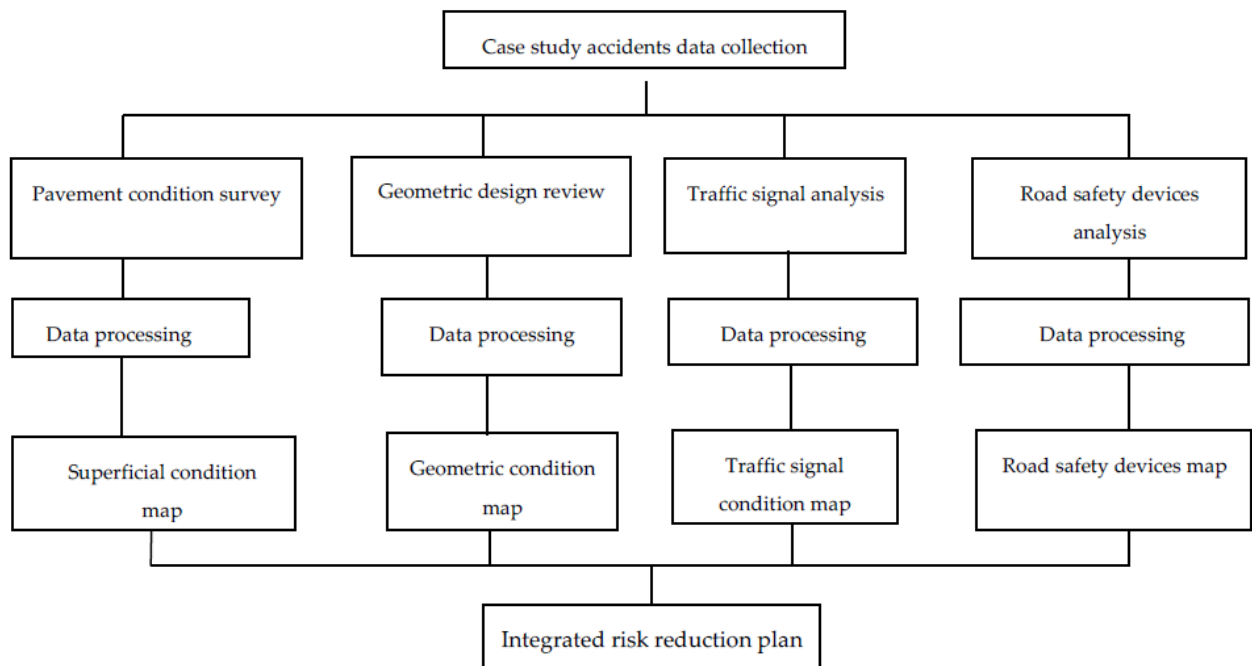 Case study accidents data collection
Pavement condition survey
Geometric design review
Traffic signal analysis
Road safety devices
analysis
Data processing
Data processing
Data processing
Data processing
Superficial condition
map
Geometric condition
map
Traffic signal
condition map
Road safety devices map
Integrated risk reduction plan